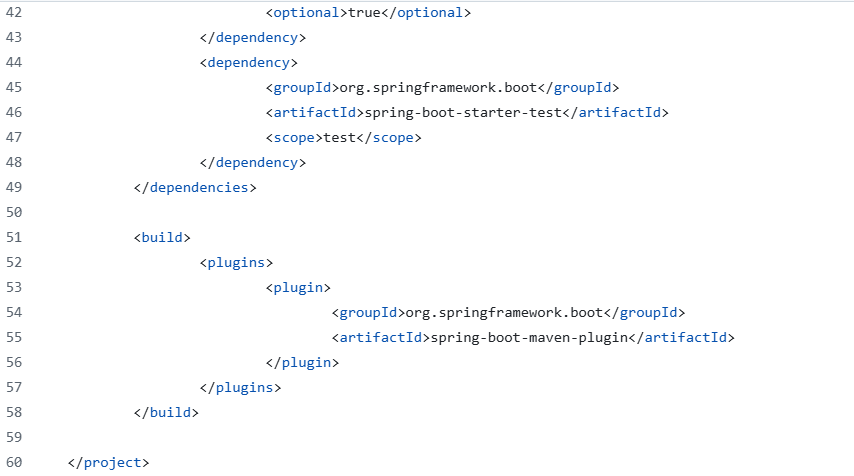 42 <optional>true</optional>
43 </dependency>
44 <dependency>
45 <groupId>org.springframework.boot</groupId>
46 <artifactId>spring-boot-starter-test</artifactId>
47 <scope>test</scope>
48 </dependency>
49 </dependencies>
50
51 <build>
52 <plugins>
53 <plugin>
54 <groupId>org.springframework.boot</groupId>
55 <artifactId>spring-boot-maven-plugin</artifactId>
56 </plugin>
57 </plugins>
58 </build>
59
60 </project>